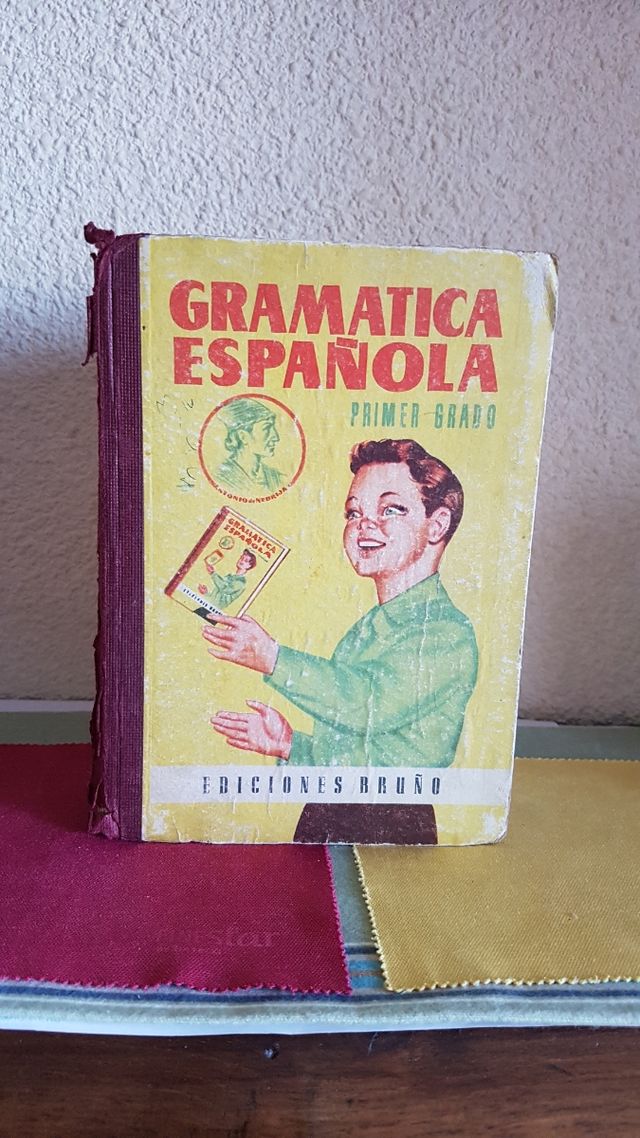 GRAMATICA
ESPAÑOLA
PRIMER GRADO
ANTONIO DE NEBRIJA
GRAMATICA
ESPAÑOLA
EDICIONES BRUÑO